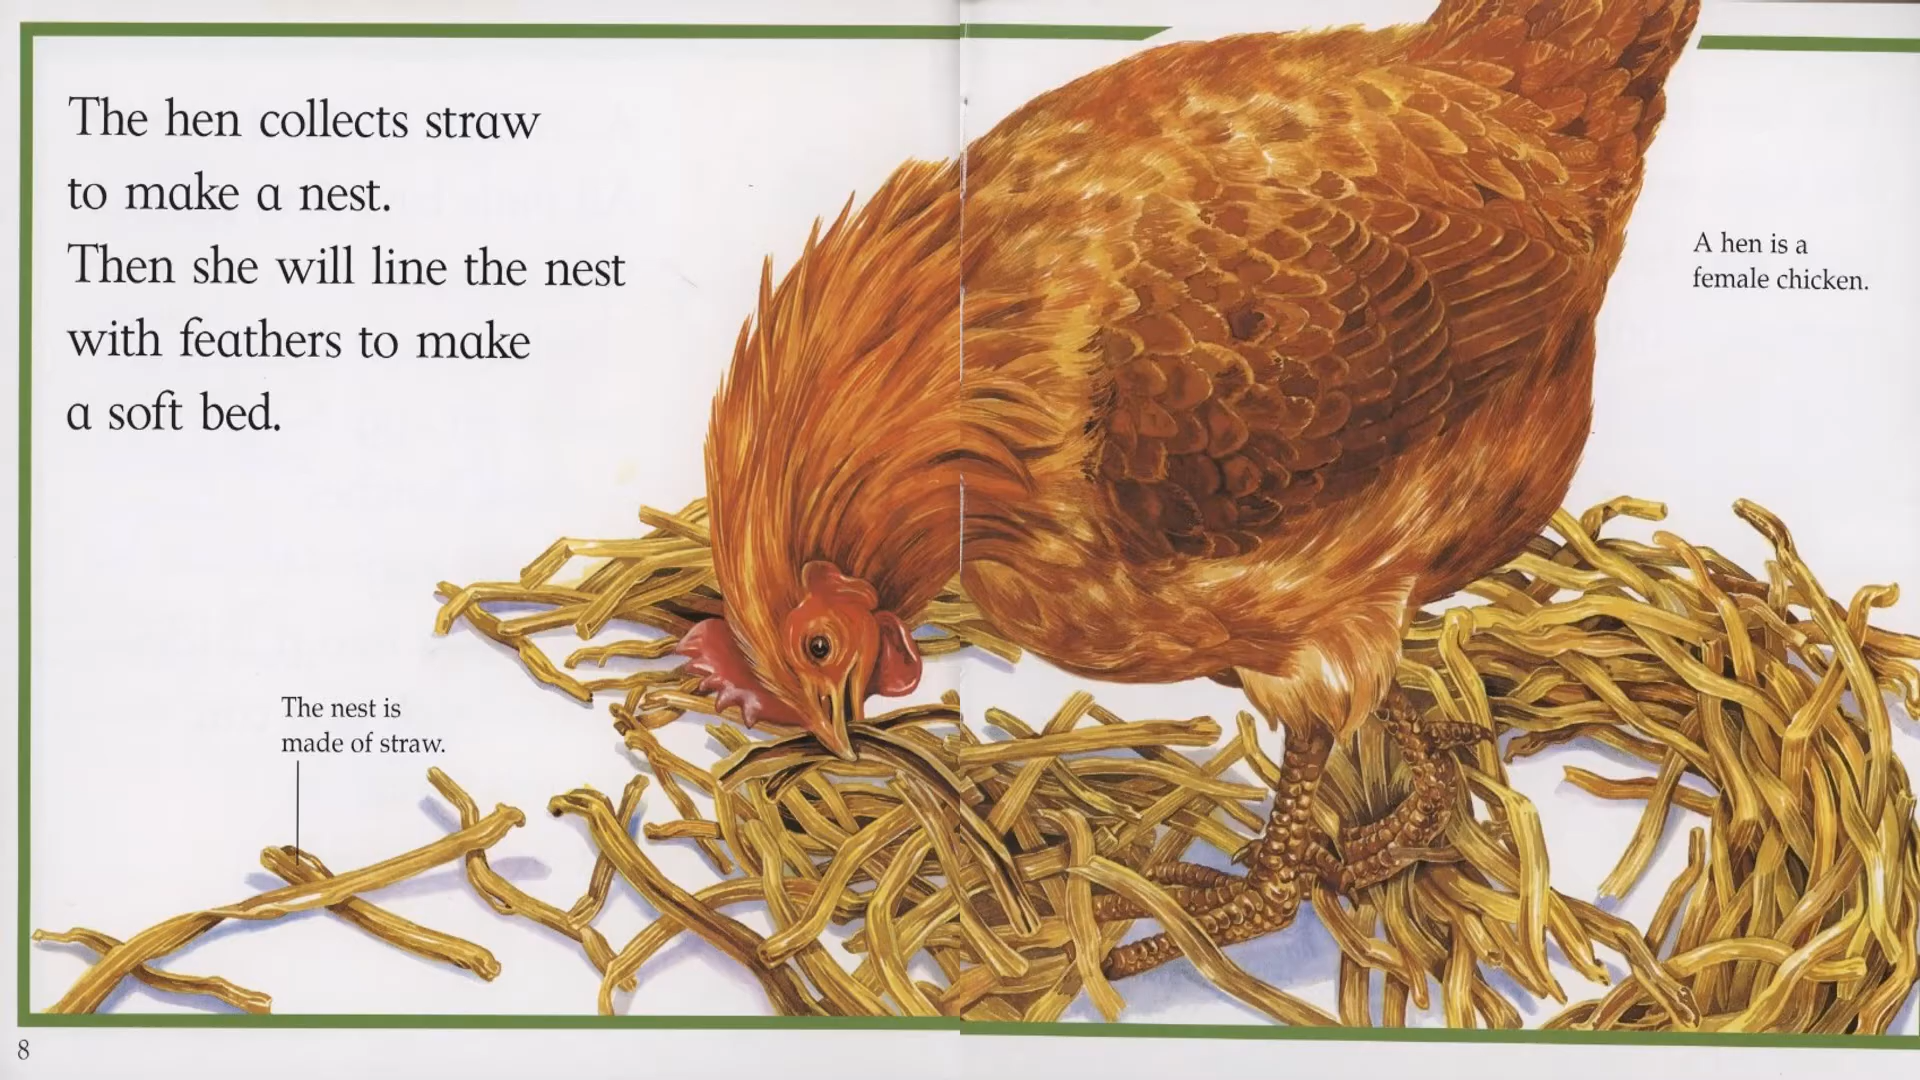 The hen collects straw
to make a nest.
Then she will line the nest
with feathers to make
a soft bed.
The nest is
made of straw.
A hen is a
female chicken.
8